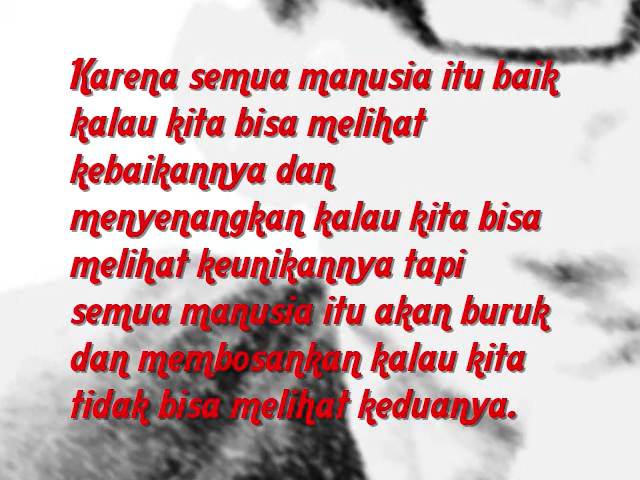 Karena semua manusia itu baik
kalau kita bisa melihat
kebaikannya dan
menyenangkan kalau kita bisa
melihat keunikannya tapi
semua manusia itu akan buruk
dan membosankan kalau kita
tidak bisa melihat keduanya.